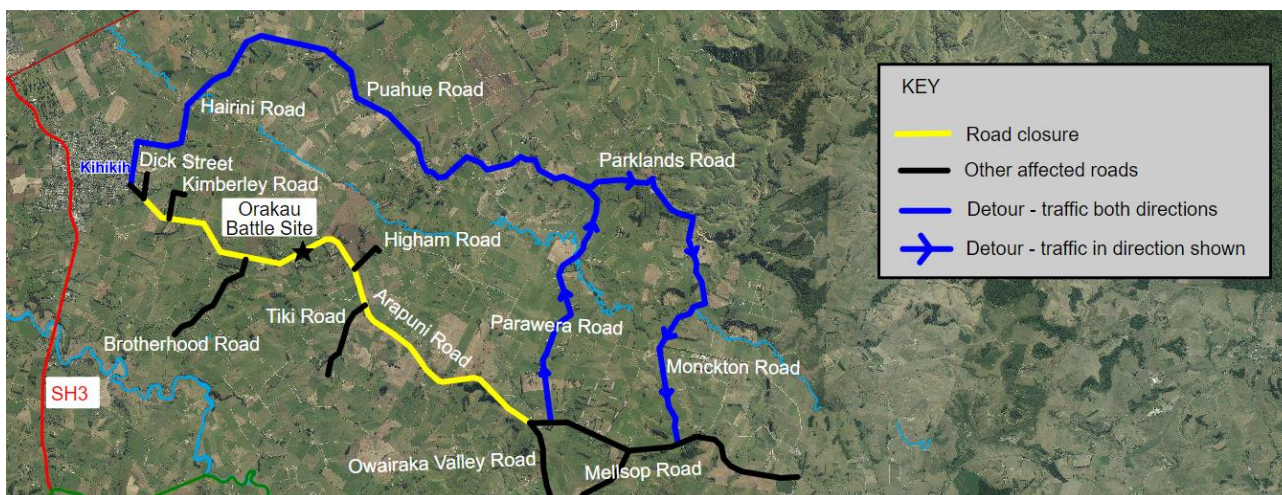 KEY
Road closure
Other affected roads
Detour - traffic both directions
Detour - traffic in direction shown
Puahue Road
Hairini Road
Parklands Road
Kihikih
Dick Street
Kimberley Road
Orakau
Battle Site
Higham Road
Tiki Road
Arapuni Road
Parawera Road
Brotherhood Road
Monckton Road
SH3
Owairaka Valley Road
Mellsop Road